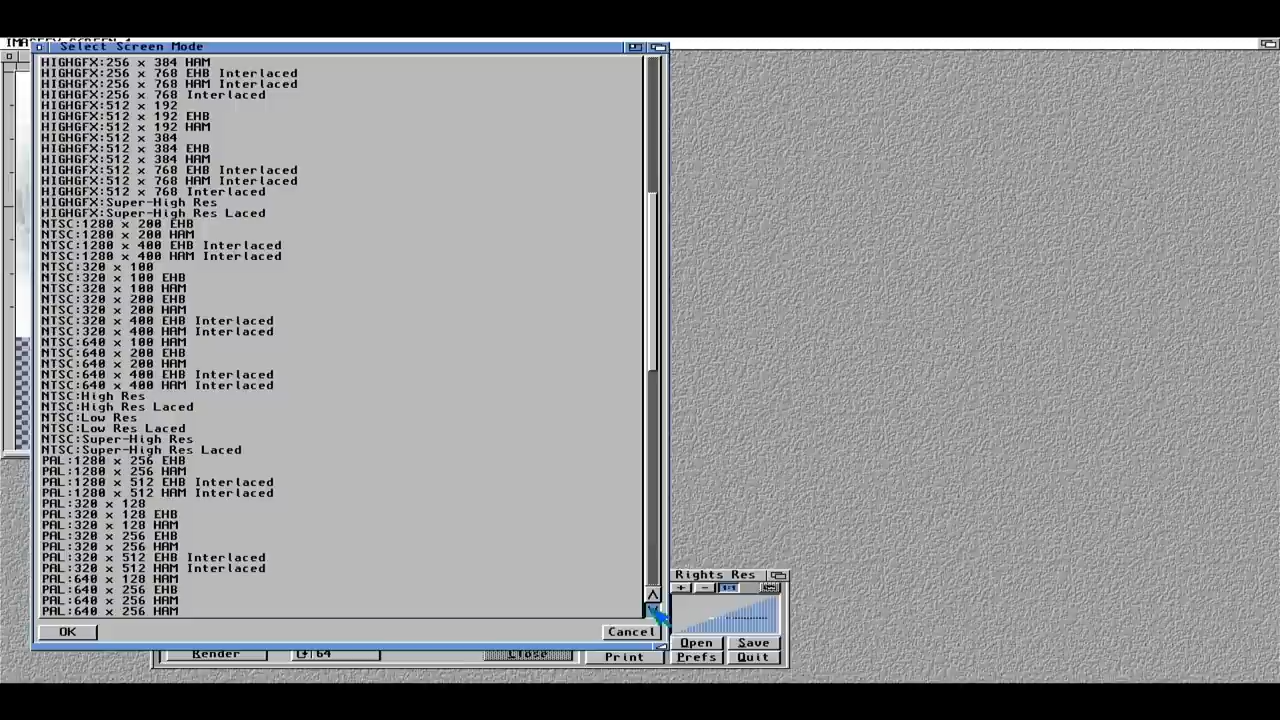 Select Screen Mode
HIGHGFX:256 x 384 HAM
HIGHGFX:256 x 768 EHB Interlaced
HIGHGFX:256 x 768 HAM Interlaced
HIGHGFX:256 x 768 Interlaced
HIGHGFX:512 x 192
HIGHGFX:512 x 192 EHB
HIGHGFX:512 x 192 HAM
HIGHGFX:512 x 384
HIGHGFX:512 x 384 EHB
HIGHGFX:512 x 384 HAM
HIGHGFX:512 x 768 EHB Interlaced
HIGHGFX:512 x 768 HAM Interlaced
HIGHGFX:512 x 768 Interlaced
HIGHGFX:Super-High Res
HIGHGFX:Super-High Res Laced
NTSC:1280 x 200 EHB
NTSC:1280 x 200 HAM
NTSC:1280 x 400 EHB Interlaced
NTSC:1280 x 400 HAM Interlaced
NTSC:320 x 100
NTSC:320 x 100 EHB
NTSC:320 x 100 HAM
NTSC:320 x 200 EHB
NTSC:320 x 200 HAM
NTSC:320 x 400 EHB Interlaced
NTSC:320 x 400 HAM Interlaced
NTSC:640 x 100 HAM
NTSC:640 x 200 EHB
NTSC:640 x 200 HAM
NTSC:640 x 400 EHB Interlaced
NTSC:640 x 400 HAM Interlaced
NTSC:High Res
NTSC:High Res Laced
NTSC:Low Res
NTSC:Low Res Laced
NTSC:Super-High Res
NTSC:Super-High Res Laced
PAL:1280 x 256 EHB
PAL:1280 x 256 HAM
PAL:1280 x 512 EHB Interlaced
PAL:1280 x 512 HAM Interlaced
PAL:320 x 128
PAL:320 x 128 EHB
PAL:320 x 128 HAM
PAL:320 x 256 EHB
PAL:320 x 256 HAM
PAL:320 x 512 EHB Interlaced
PAL:320 x 512 HAM Interlaced
PAL:640 x 128 HAM
PAL:640 x 256 EHB
PAL:640 x 256 HAM
PAL:640 x 256 HAM
OK
Cancel
Rights Res
+ - 1:1
Open Save
Prefs Quit
Render 64 Close Print